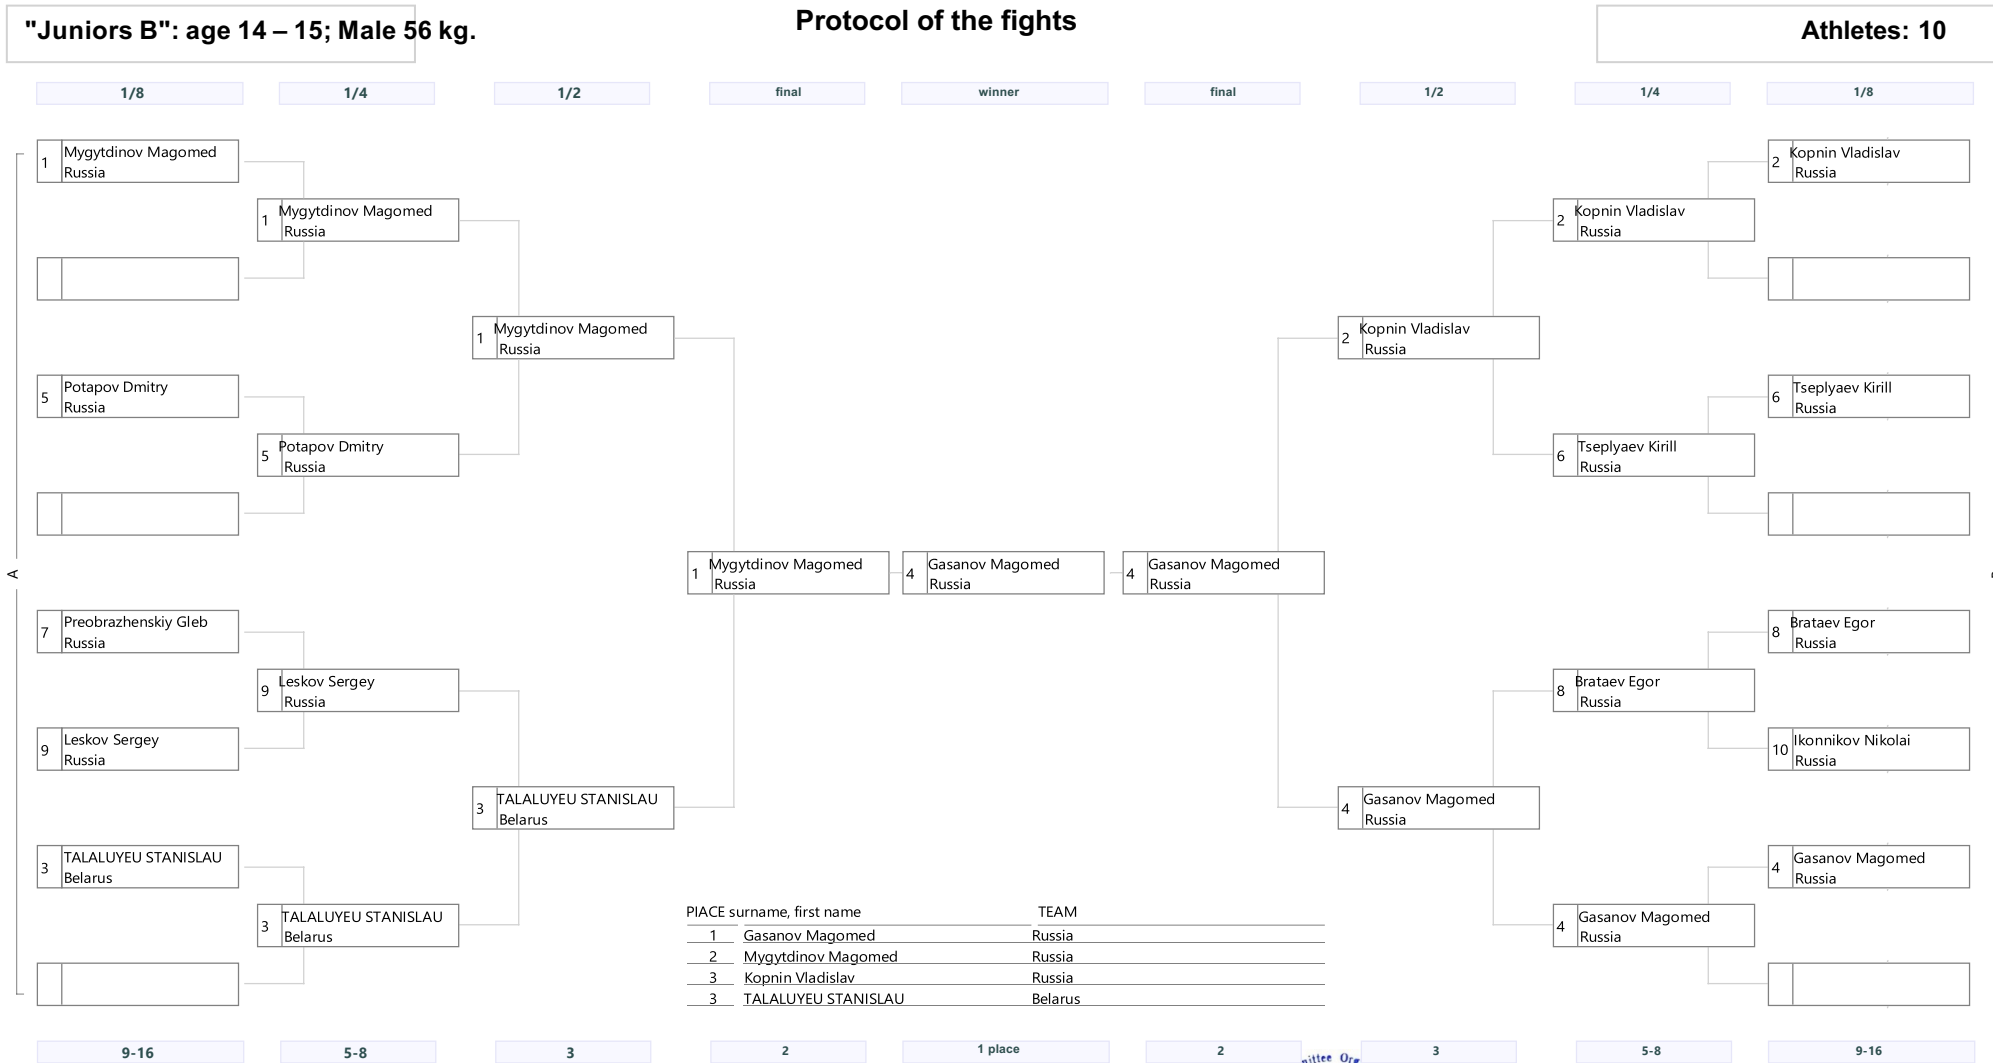 "Juniors B": age 14 – 15; Male 56 kg.
Protocol of the fights
Athletes: 10
1/8 1/4 1/2 final winner final 1/2 1/4 1/8
1 Mygytdinov Magomed
Russia
1 Mygytdinov Magomed
Russia
1 Mygytdinov Magomed
Russia
5 Potapov Dmitry
Russia
5 Potapov Dmitry
Russia
A
7 Preobrazhenskiy Gleb
Russia
9 Leskov Sergey
Russia
9 Leskov Sergey
Russia
3 TALALUYEU STANISLAU
Belarus
3 TALALUYEU STANISLAU
Belarus
3 TALALUYEU STANISLAU
Belarus
1 Mygytdinov Magomed
Russia
4 Gasanov Magomed
Russia
4 Gasanov Magomed
Russia
2 Kopnin Vladislav
Russia
2 Kopnin Vladislav
Russia
2 Kopnin Vladislav
Russia
6 Tseplyaev Kirill
Russia
6 Tseplyaev Kirill
Russia
8 Brataev Egor
Russia
8 Brataev Egor
Russia
10 Ikonnikov Nikolai
Russia
4 Gasanov Magomed
Russia
4 Gasanov Magomed
Russia
4 Gasanov Magomed
Russia
PIACE surname, first name TEAM
1 Gasanov Magomed Russia
2 Mygytdinov Magomed Russia
3 Kopnin Vladislav Russia
3 TALALUYEU STANISLAU Belarus
9-16 5-8 3 2 1 place 2 3 5-8 9-16